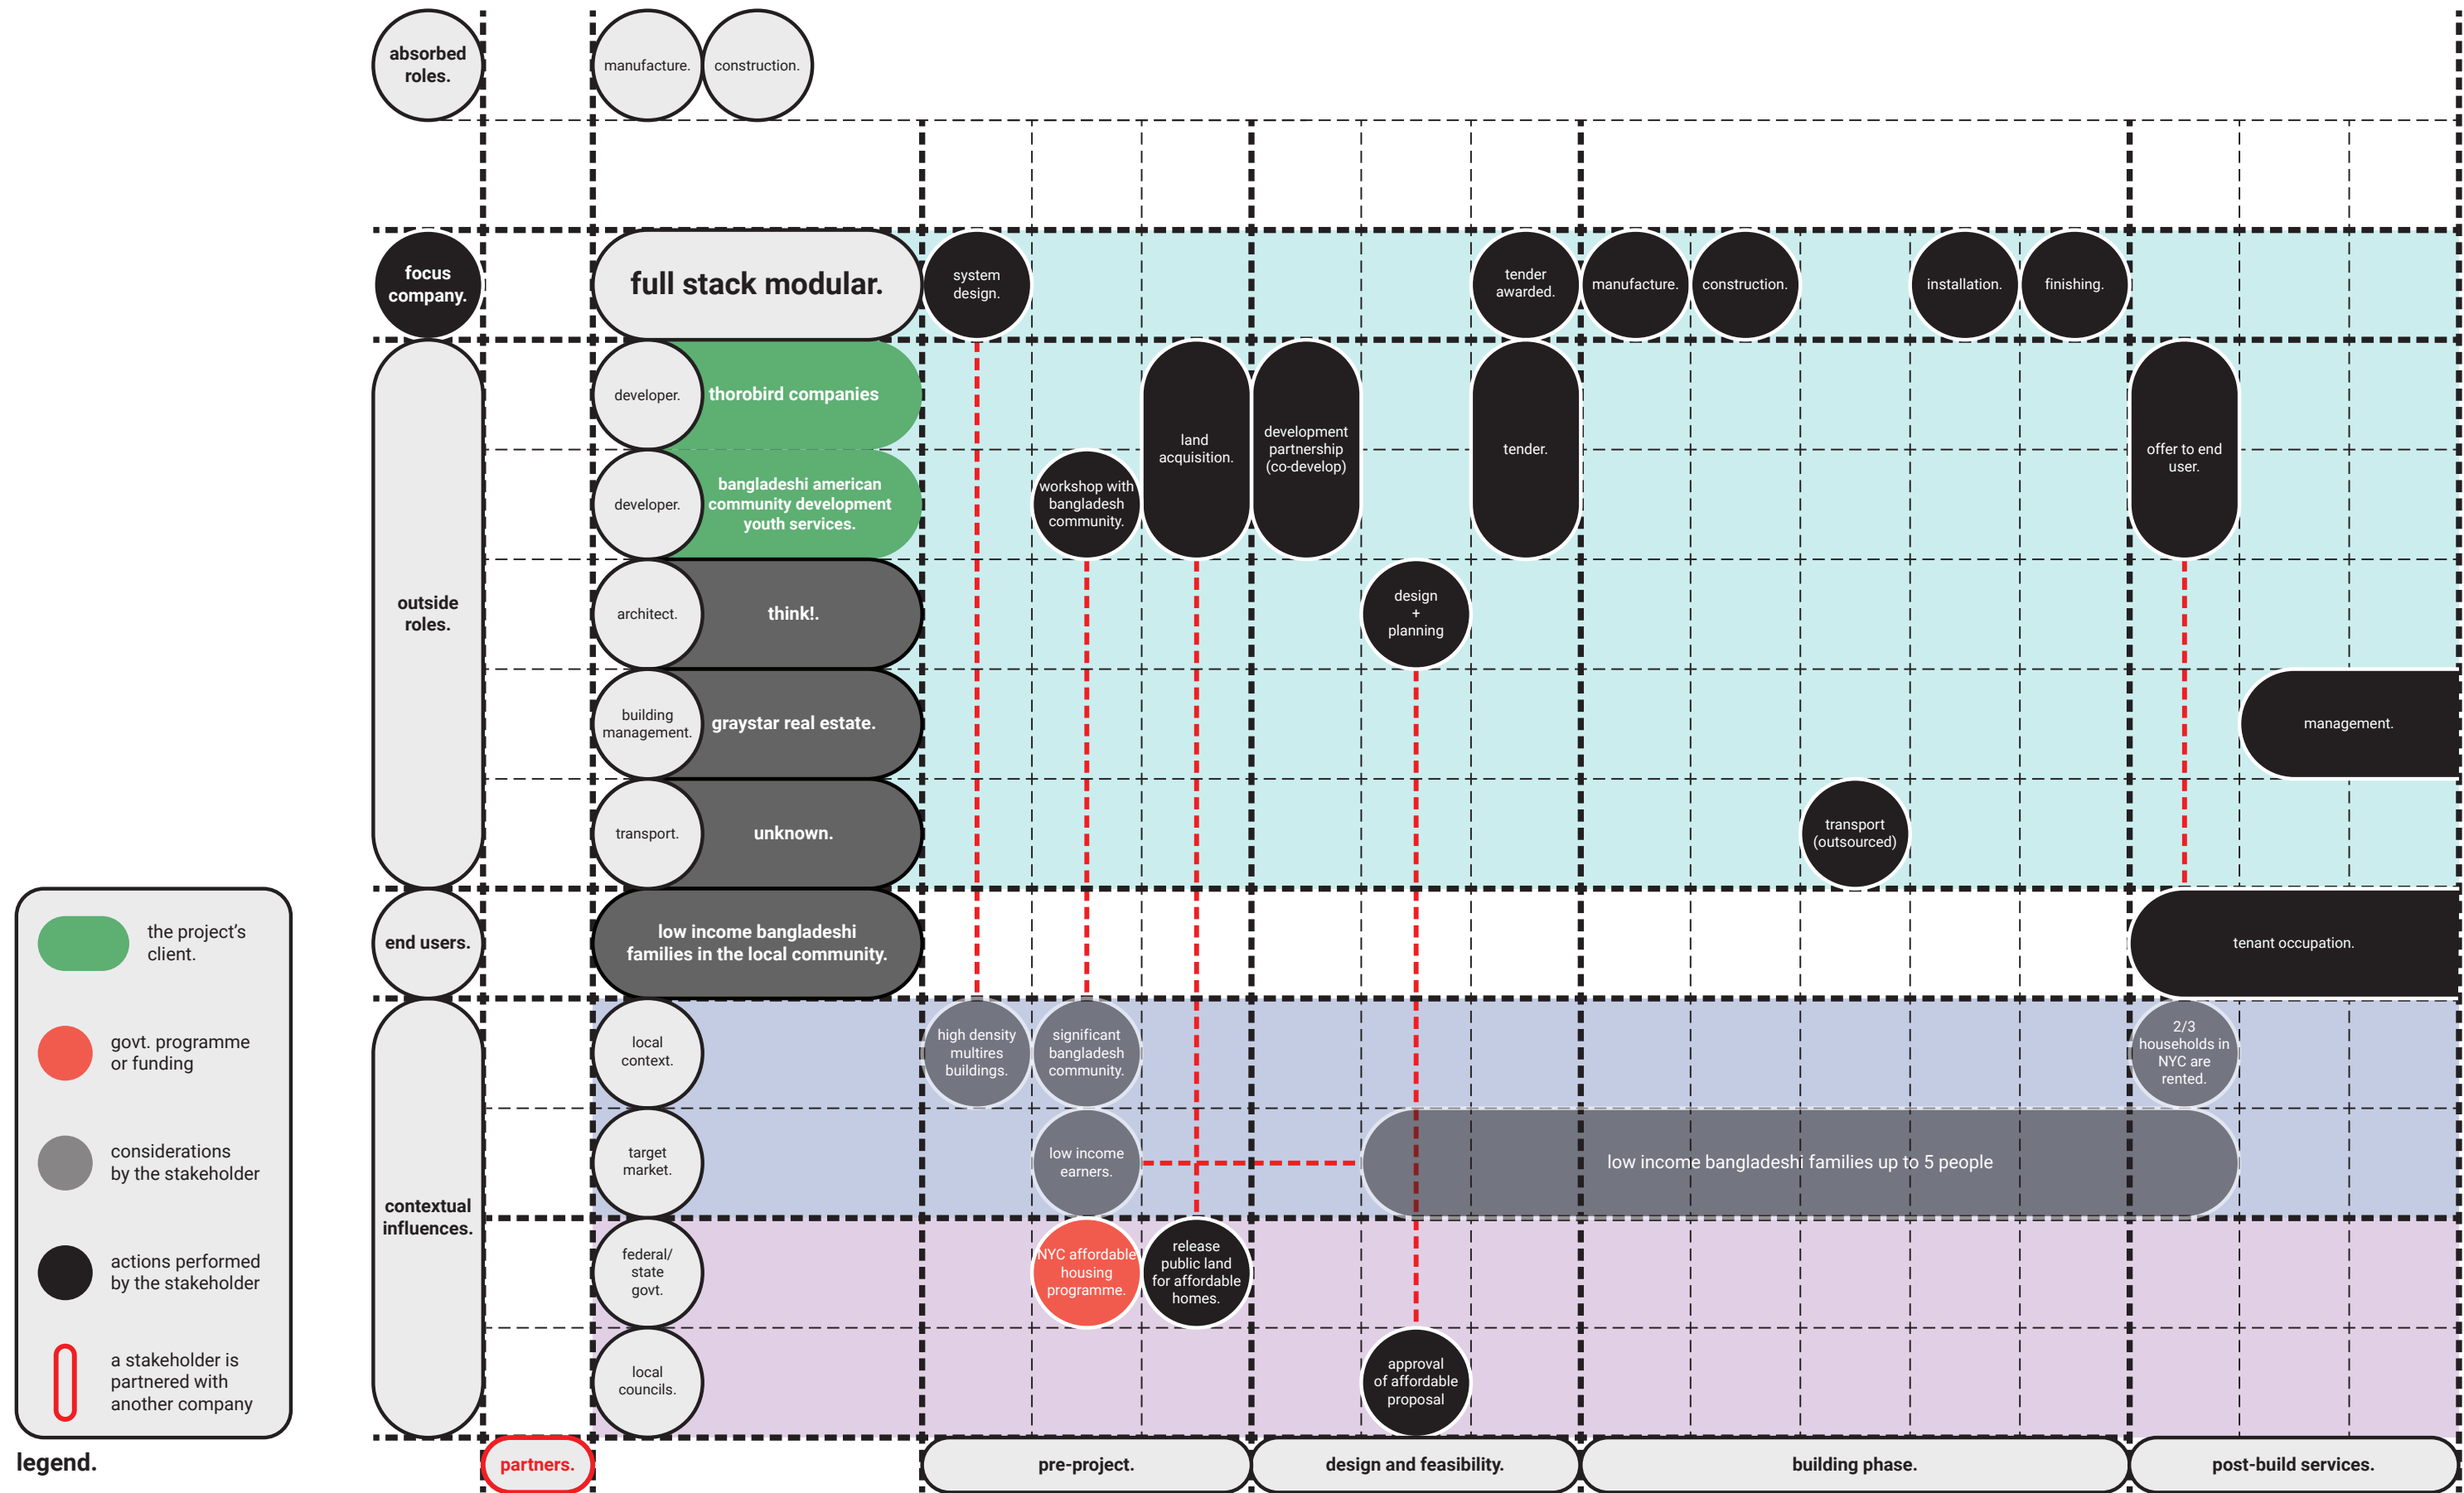 absorbed
roles.
manufacture.
construction.
focus
company.
full stack modular.
system
design.
tender
awarded.
manufacture.
construction.
installation.
finishing.
outside
roles.
developer.
thorobird companies
land
acquisition.
development
partnership
(co-develop)
tender.
offer to end
user.
developer.
bangladeshi american
community development
youth services.
workshop with
bangladesh
community.
architect.
think!.
design
+
planning
building
management.
graystar real estate.
management.
transport.
unknown.
transport
(outsourced)
end users.
low income bangladeshi
families in the local community.
tenant occupation.
contextual
influences.
local
context.
high density
multires
buildings.
significant
bangladesh
community.
2/3
households in
NYC are
rented.
target
market.
low income
earners.
low income bangladeshi families up to 5 people
federal/
state
govt.
NYC affordable
housing
programme.
release
public land
for affordable
homes.
local
councils.
approval
of affordable
proposal
partners.
pre-project.
design and feasibility.
building phase.
post-build services.
the project's
client.
govt. programme
or funding
considerations
by the stakeholder
actions performed
by the stakeholder
a stakeholder is
partnered with
another company
legend.